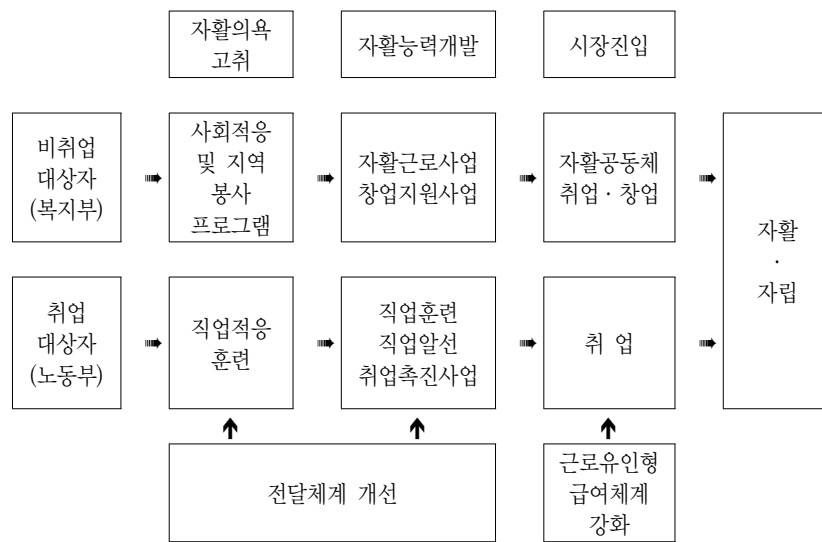 자활의욕
고취
자활능력개발
시장진입
비취업
대상자
(복지부)
사회적응
및 지역
봉사
프로그램
자활근로사업
창업지원사업
자활공동체
취업·창업
자활
·
자립
취업
대상자
(노동부)
직업적응
훈련
직업훈련
직업알선
취업촉진사업
취 업
전달체계 개선
근로유인형
급여체계
강화